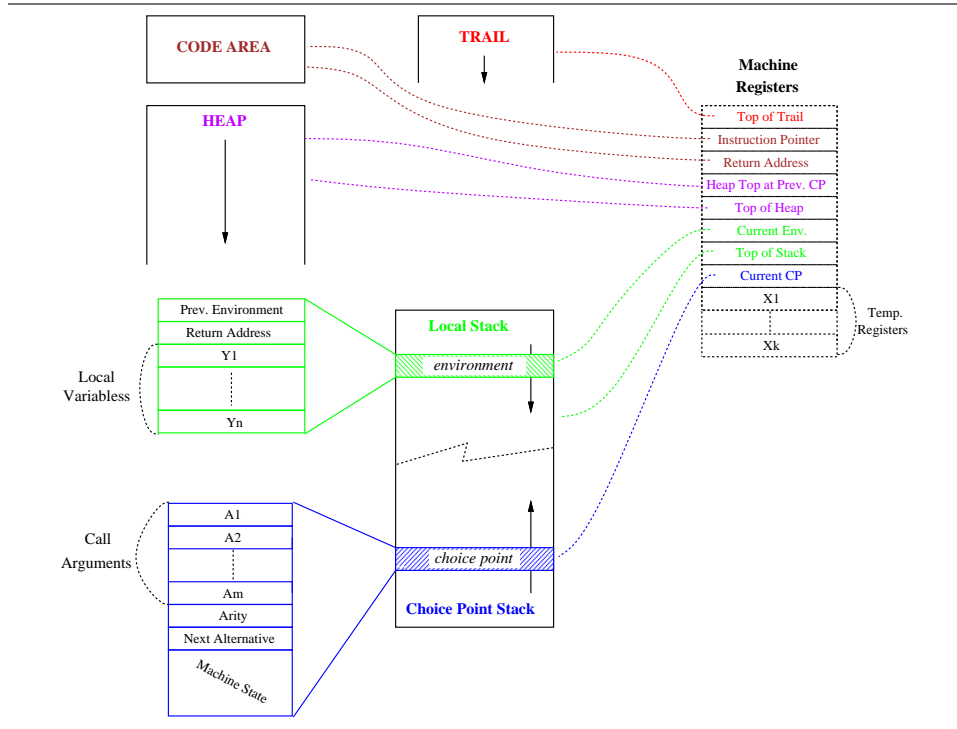 CODE AREA
TRAIL
Machine
Registers
HEAP
Top of Trail
Instruction Pointer
Return Address
Heap Top at Prev. CP
Top of Heap
Current Env.
Top of Stack
Current CP
X1
Xk
Temp.
Registers
Prev. Environment
Return Address
Y1
Yn
Local
Variabless
Local Stack
environment
choice point
Choice Point Stack
A1
A2
Am
Arity
Next Alternative
Machine State
Call
Arguments